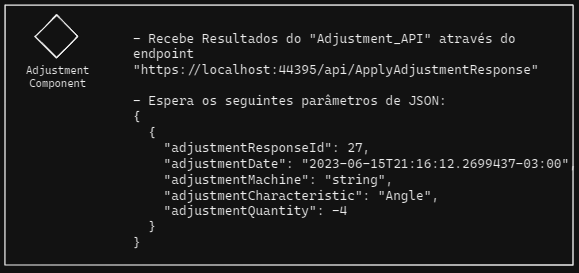 Adjustment
Component
- Recebe Resultados do "Adjustment_API" através do
endpoint
"https://localhost:44395/api/ApplyAdjustmentResponse"
- Espera os seguintes parâmetros de JSON:
{
{
"adjustmentResponseId": 27,
"adjustmentDate": "2023-06-15T21:16:12.2699437-03:00",
"adjustmentMachine": "string",
"adjustmentCharacteristic": "Angle",
"adjustmentQuantity": -4
}
}